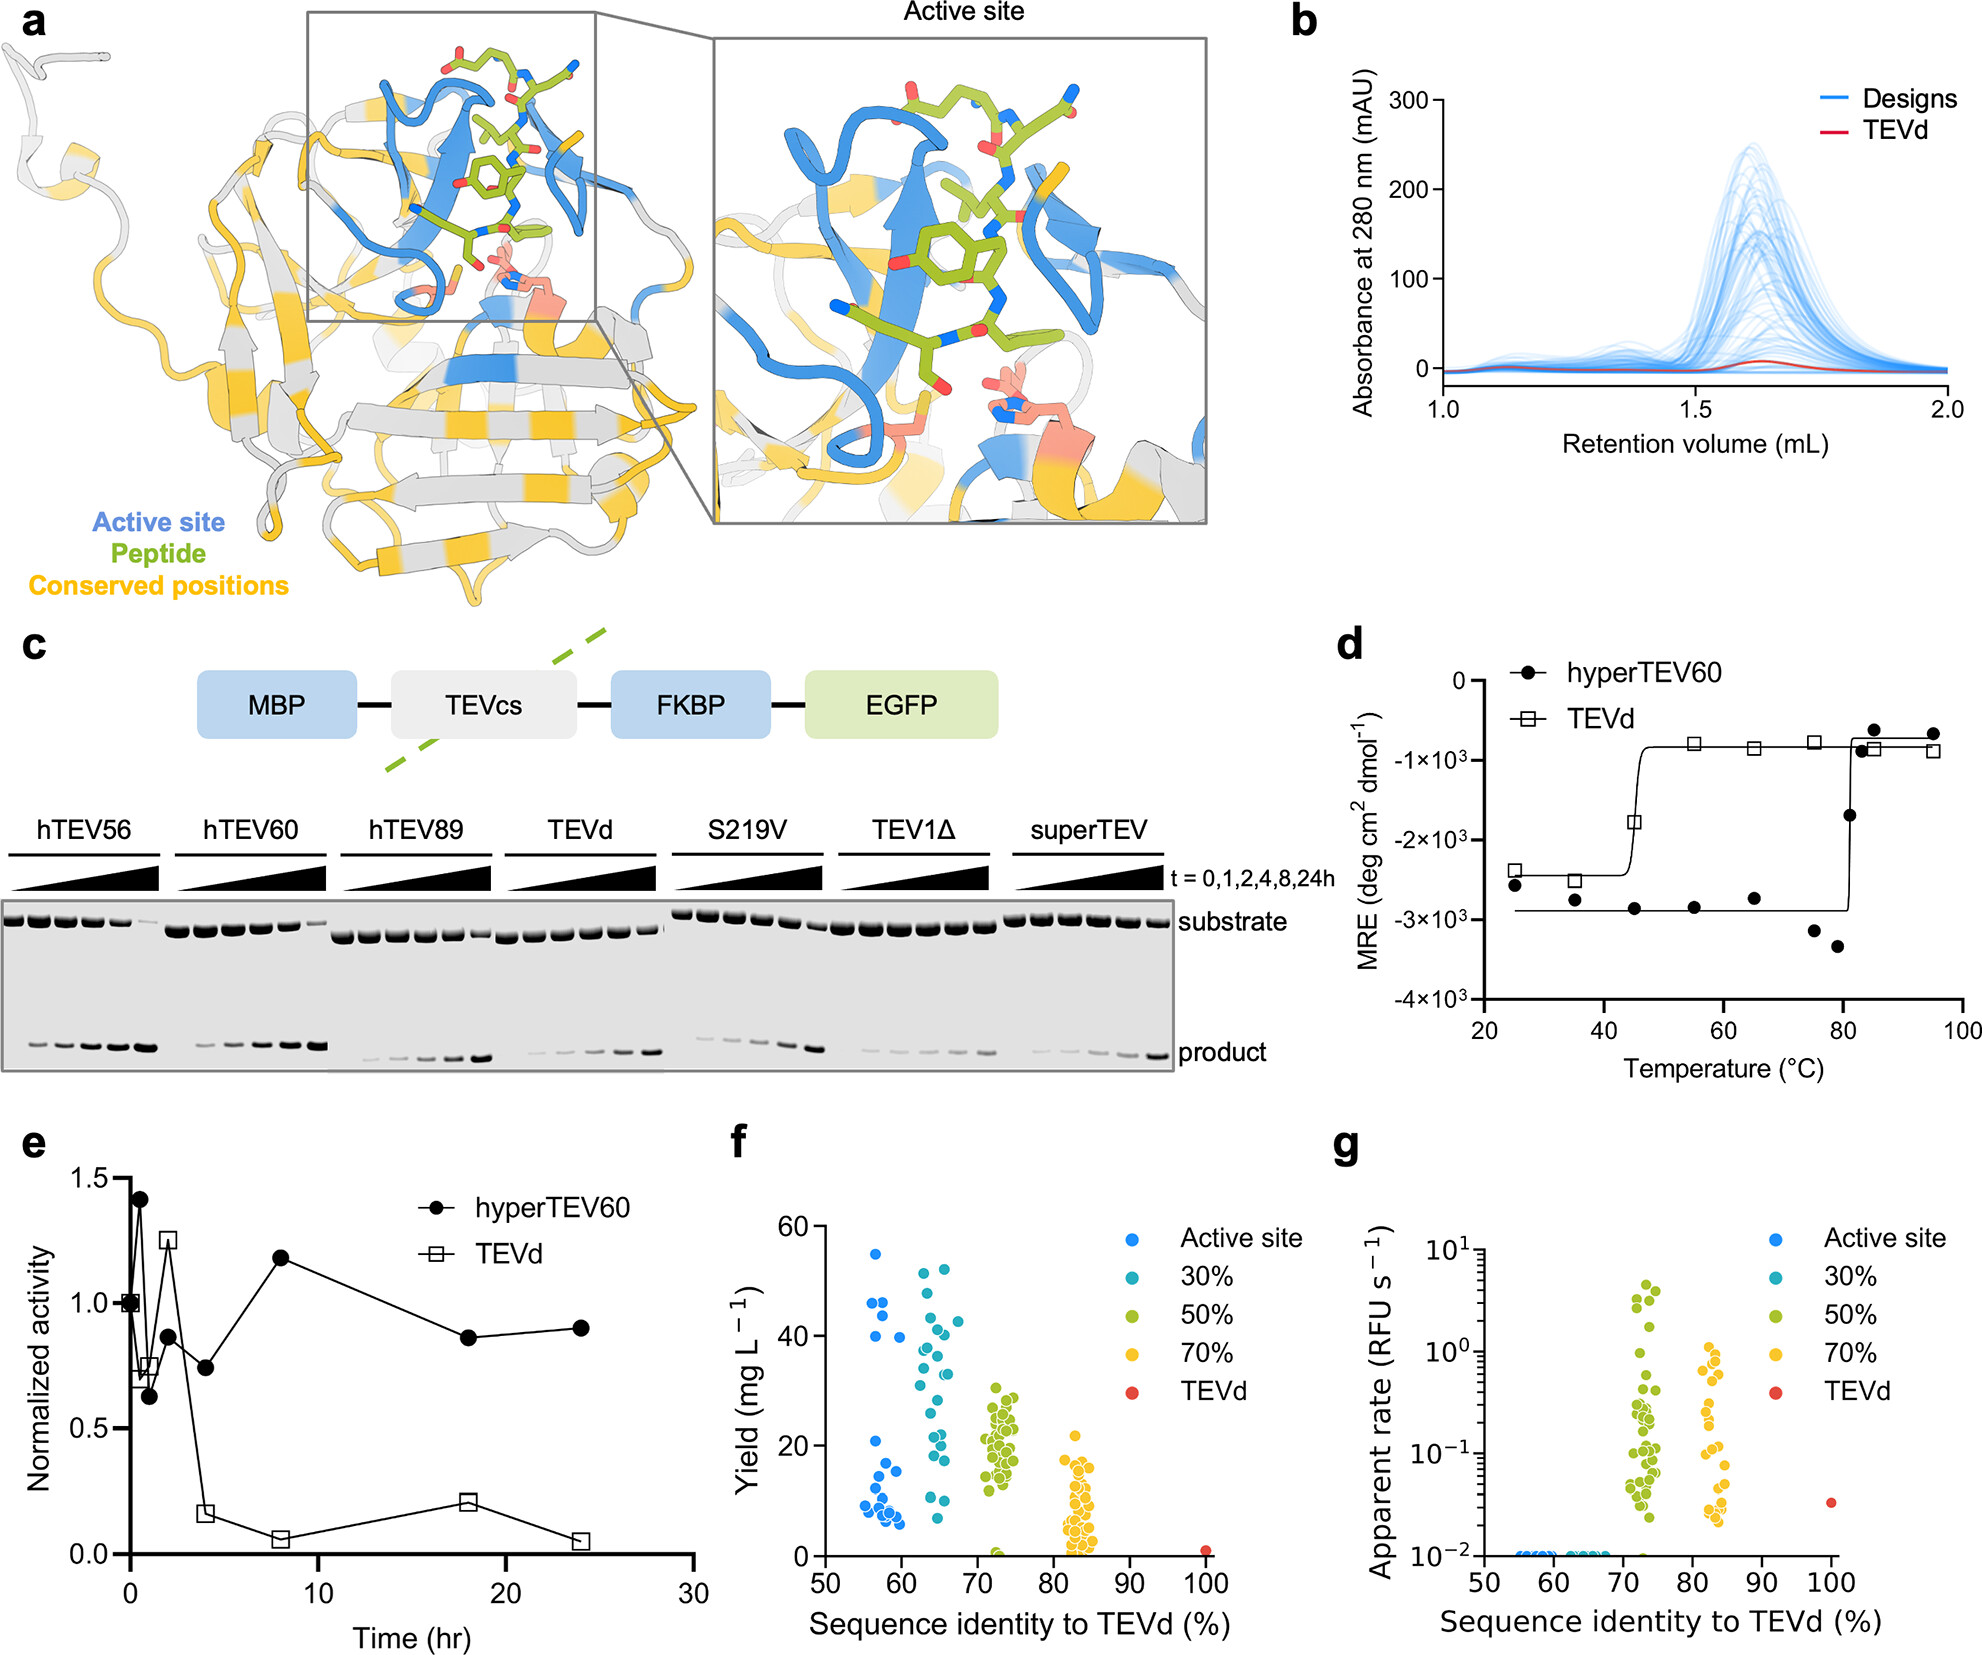 a
Active site
Active site
Peptide
Conserved positions
b
Absorbance at 280 nm (mAU)
300
200
100
0
1.0
1.5
2.0
Retention volume (mL)
Designs
TEVd
c
MBP
TEVcs
FKBP
EGFP
hTEV56
hTEV60
hTEV89
TEVd
S219V
TEV1Δ
superTEV
t = 0,1,2,4,8,24h
substrate
product
d
hyperTEV60
TEVd
MRE (deg cm² dmol⁻¹)
0
-1×10³
-2×10³
-3×10³
-4×10³
20
40
60
80
100
Temperature (°C)
e
Normalized activity
1.5
1.0
0.5
0.0
0
10
20
30
Time (hr)
hyperTEV60
TEVd
f
Yield (mg L⁻¹)
60
40
20
0
50
60
70
80
90
100
Sequence identity to TEVd (%)
Active site
30%
50%
70%
TEVd
g
Apparent rate (RFU s⁻¹)
10¹
10⁰
10⁻¹
10⁻²
50
60
70
80
90
100
Sequence identity to TEVd (%)
Active site
30%
50%
70%
TEVd